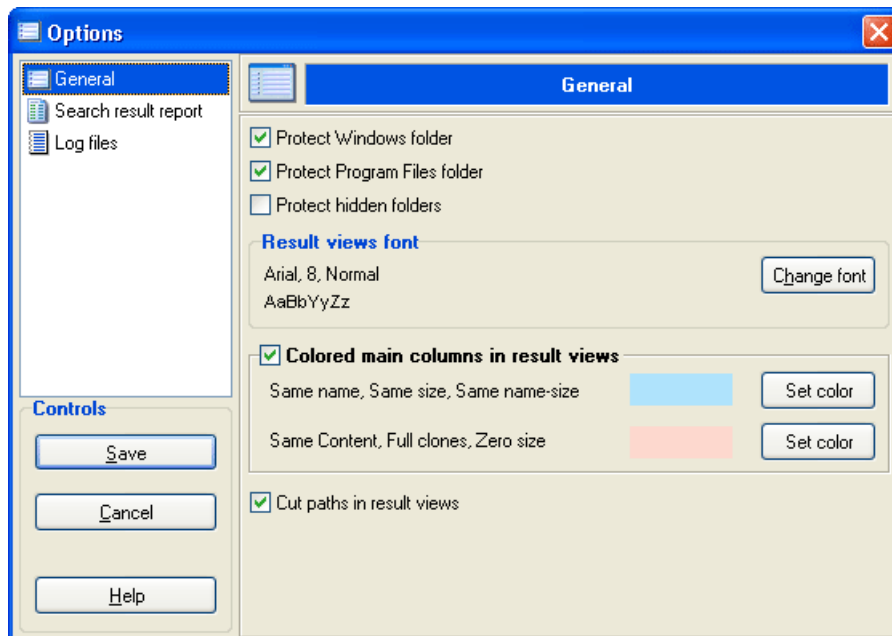 Options
General
Search result report
Log files
Controls
Save
Cancel
Help
General
Protect Windows folder
Protect Program Files folder
Protect hidden folders
Result views font
Arial, 8, Normal
AaBbYyZz
Change font
Colored main columns in result views
Same name, Same size, Same name-size
Set color
Same Content, Full clones, Zero size
Set color
Cut paths in result views